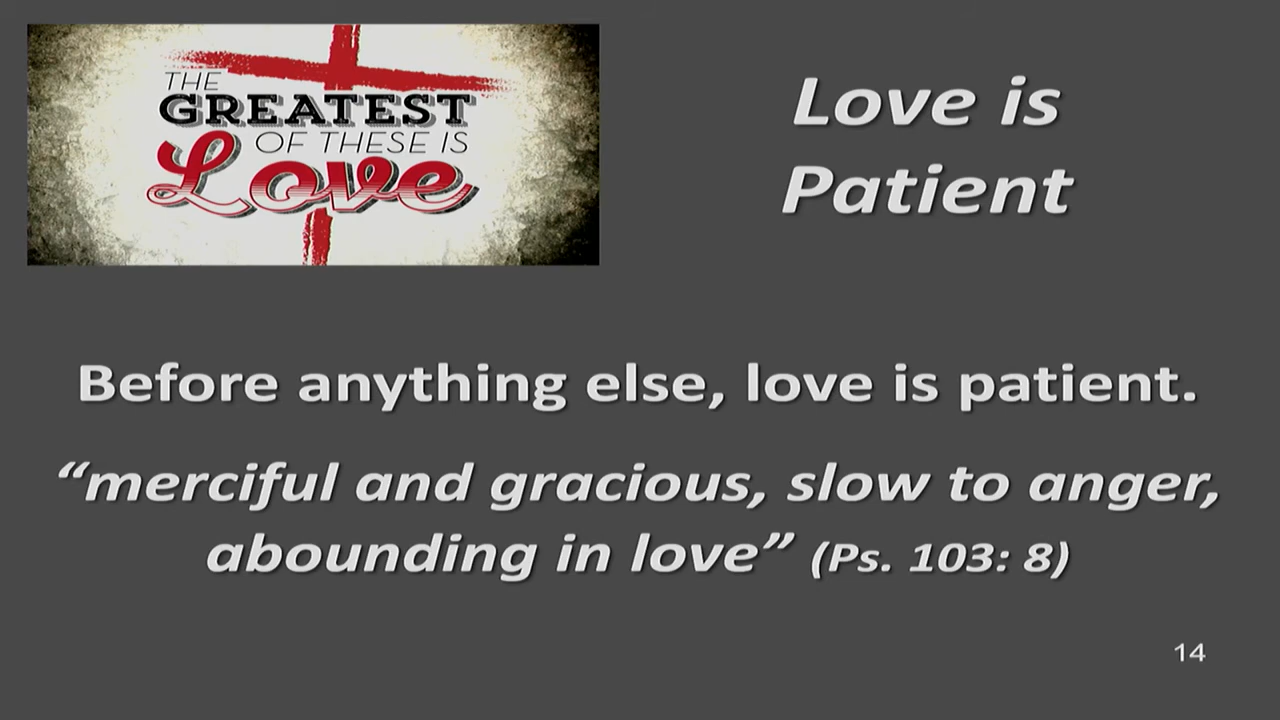 THE
GREATEST
OF THESE IS
Love
Love is
Patient
Before anything else, love is patient.
“merciful and gracious, slow to anger,
abounding in love” (Ps. 103: 8)
14